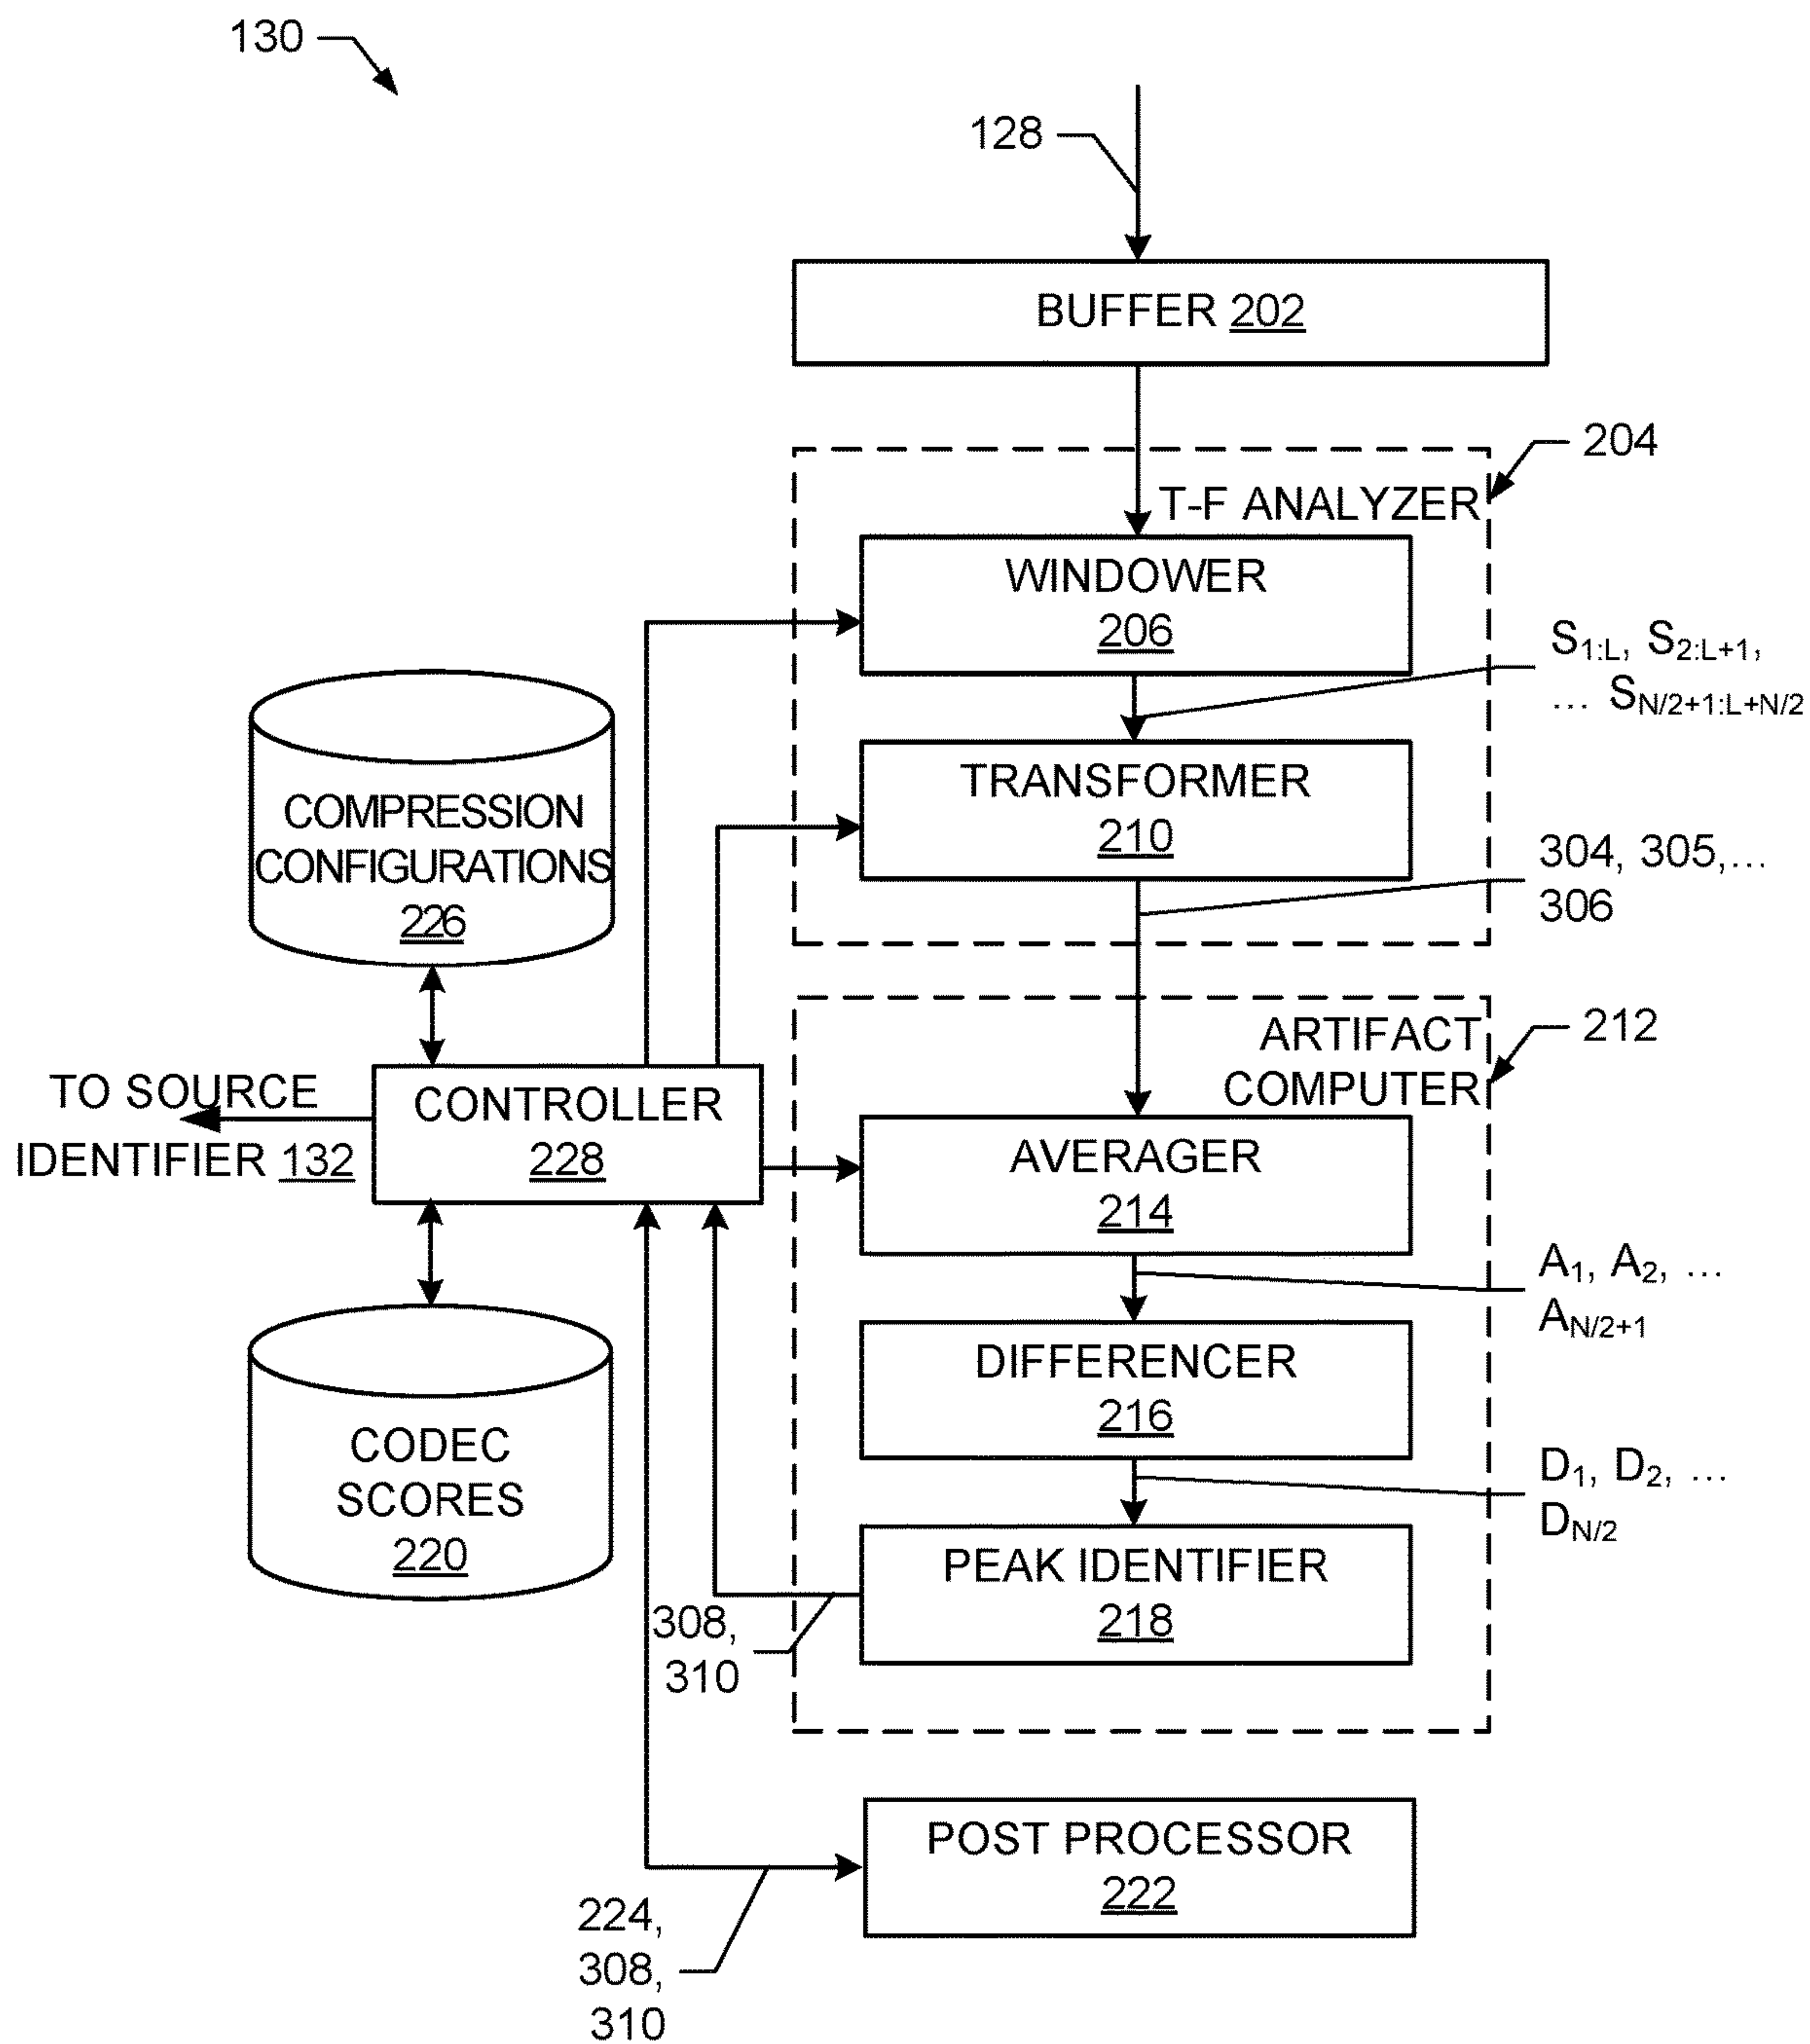 130
128
BUFFER 202
204
T-F ANALYZER
WINDOWER
206
S1:L, S2:L+1,
... SN/2+1:L+N/2
TRANSFORMER
210
304, 305,...
306
COMPRESSION
CONFIGURATIONS
226
ARTIFACT
COMPUTER
212
TO SOURCE
IDENTIFIER 132
CONTROLLER
228
AVERAGER
214
A1, A2, ...
AN/2+1
DIFFERENCER
216
CODEC
SCORES
220
D1, D2, ...
DN/2
PEAK IDENTIFIER
218
308,
310
POST PROCESSOR
222
224,
308,
310